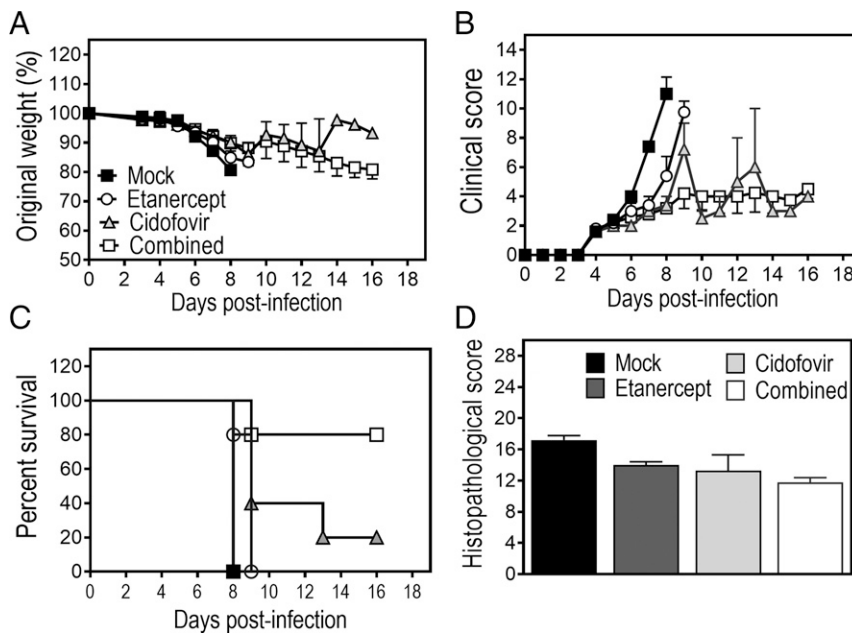 A
Original weight (%)
120
110
100
90
80
70
60
50
Mock
Etanercept
Cidofovir
Combined
0 2 4 6 8 10 12 14 16
Days post-infection
B
Clinical score
14
12
10
8
6
4
2
0
0 2 4 6 8 10 12 14 16
Days post-infection
C
Percent survival
120
100
80
60
40
20
0
0 2 4 6 8 10 12 14 16
Days post-infection
D
Histopathological score
28
24
20
16
12
8
4
0
Mock
Etanercept
Cidofovir
Combined